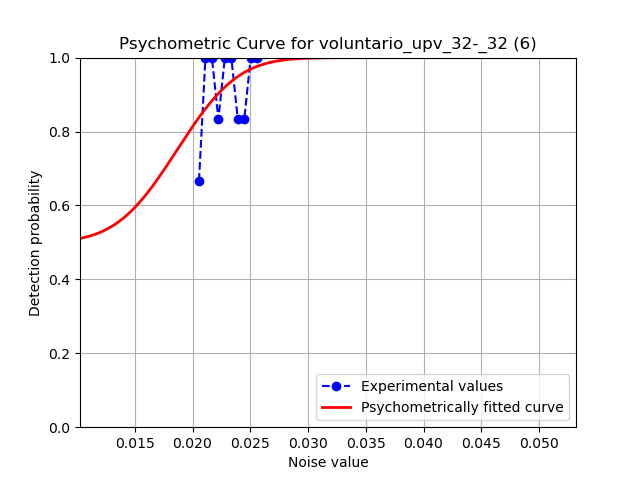 Psychometric Curve for voluntario_upv_32-_32 (6)
Detection probability
1.0
0.8
0.6
0.4
0.2
0.0
0.015 0.020 0.025 0.030 0.035 0.040 0.045 0.050
Noise value
Experimental values
Psychometrically fitted curve